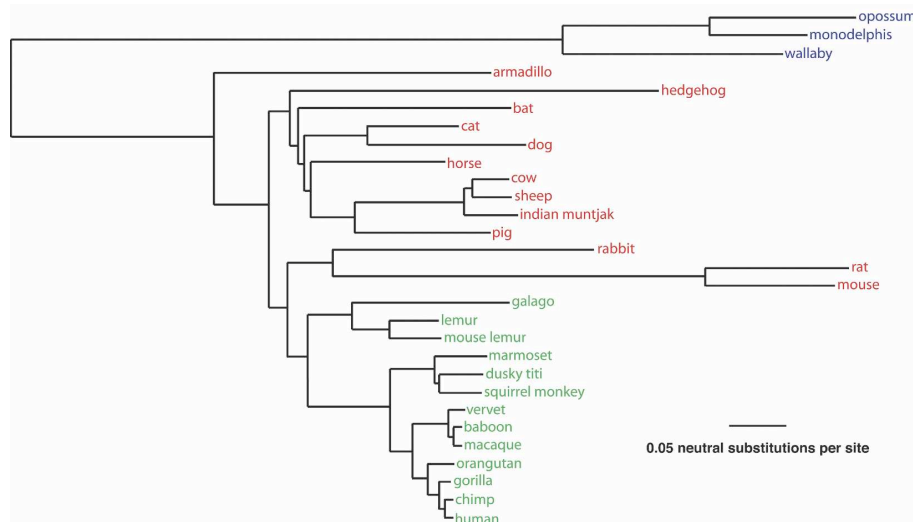 opossum
monodelphis
wallaby
armadillo
hedgehog
bat
cat
dog
horse
cow
sheep
indian muntjak
pig
rabbit
rat
mouse
galago
lemur
mouse lemur
marmoset
dusky titi
squirrel monkey
vervet
baboon
macaque
0.05 neutral substitutions per site
orangutan
gorilla
chimp
human